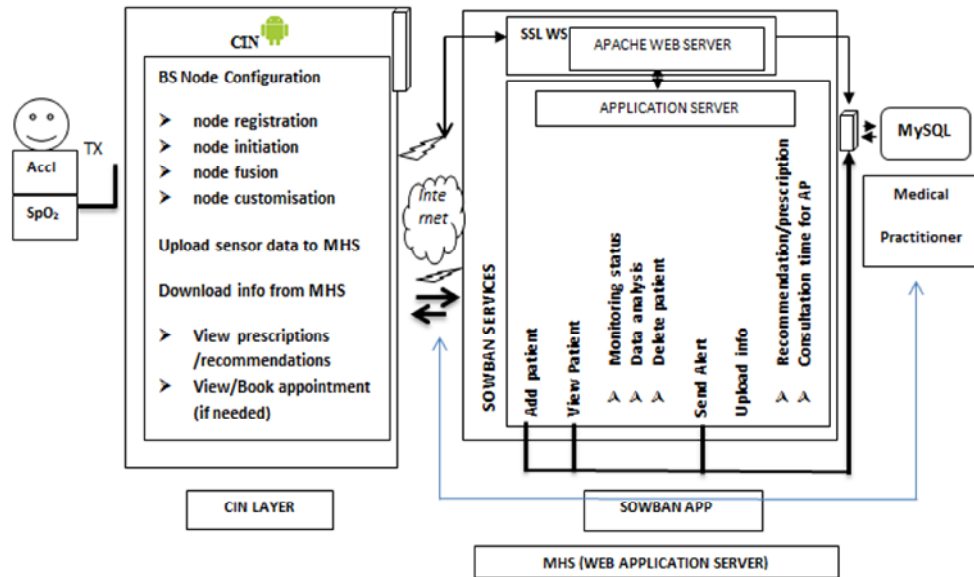 CIN
BS Node Configuration
➤ node registration
➤ node initiation
➤ node fusion
➤ node customisation
Upload sensor data to MHS
Download info from MHS
➤ View prescriptions
/recommendations
➤ View/Book appointment
(if needed)
TX
Accl
SpO₂
Inte
rnet
SSL WS
APACHE WEB SERVER
APPLICATION SERVER
SOWBAN SERVICES
Add patient
View Patient
➤ Monitoring status
➤ Data analysis
➤ Delete patient
Send Alert
Upload info
➤ Recommendation/prescription
➤ Consultation time for AP
MySQL
Medical
Practitioner
CIN LAYER
SOWBAN APP
MHS (WEB APPLICATION SERVER)